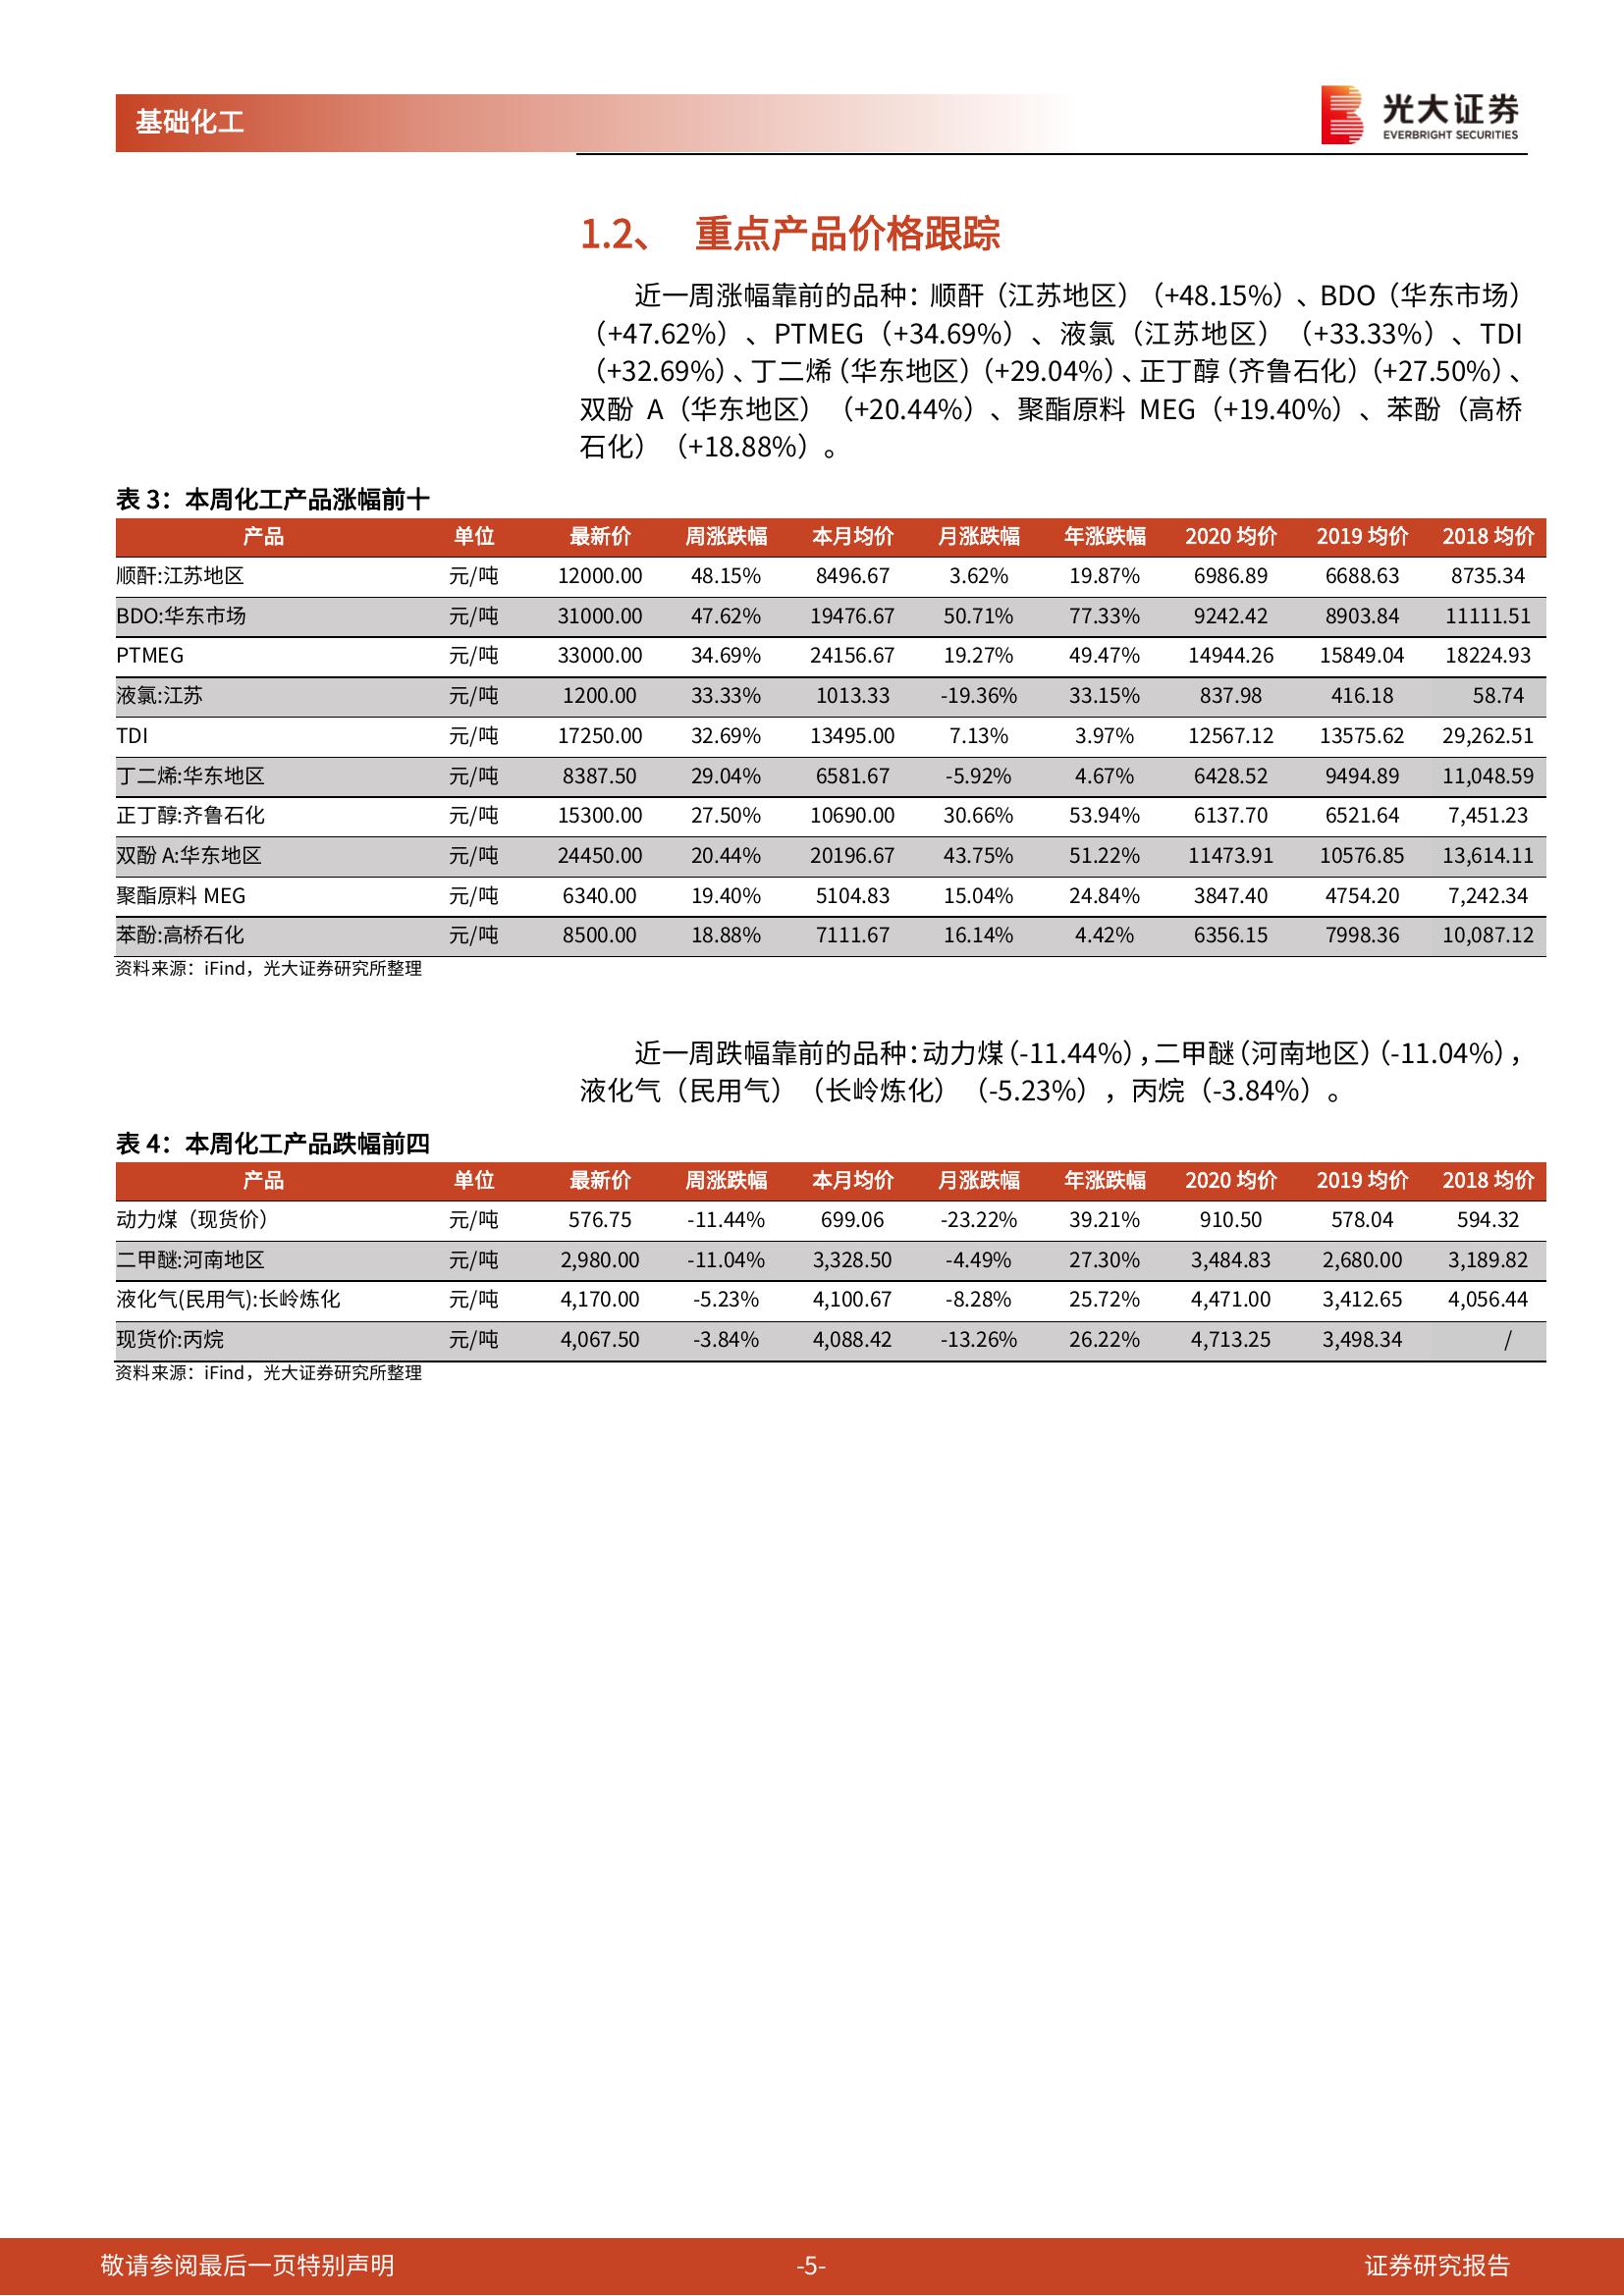 基础化工
光大证券
EVERBRIGHT SECURITIES
1.2、 重点产品价格跟踪
近一周涨幅靠前的品种：顺酐（江苏地区）（+48.15%）、BDO（华东市场）
（+47.62%）、PTMEG（+34.69%）、液氯（江苏地区）（+33.33%）、TDI
（+32.69%）、丁二烯（华东地区）（+29.04%）、正丁醇（齐鲁石化）（+27.50%）、
双酚 A（华东地区）（+20.44%）、聚酯原料 MEG（+19.40%）、苯酚（高桥
石化）（+18.88%）。
表 3：本周化工产品涨幅前十
产品 单位 最新价 周涨跌幅 本月均价 月涨跌幅 年涨跌幅 2020 均价 2019 均价 2018 均价
顺酐:江苏地区 元/吨 12000.00 48.15% 8496.67 3.62% 19.87% 6986.89 6688.63 8735.34
BDO:华东市场 元/吨 31000.00 47.62% 19476.67 50.71% 77.33% 9242.42 8903.84 11111.51
PTMEG 元/吨 33000.00 34.69% 24156.67 19.27% 49.47% 14944.26 15849.04 18224.93
液氯:江苏 元/吨 1200.00 33.33% 1013.33 -19.36% 33.15% 837.98 416.18 58.74
TDI 元/吨 17250.00 32.69% 13495.00 7.13% 3.97% 12567.12 13575.62 29,262.51
丁二烯:华东地区 元/吨 8387.50 29.04% 6581.67 -5.92% 4.67% 6428.52 9494.89 11,048.59
正丁醇:齐鲁石化 元/吨 15300.00 27.50% 10690.00 30.66% 53.94% 6137.70 6521.64 7,451.23
双酚 A:华东地区 元/吨 24450.00 20.44% 20196.67 43.75% 51.22% 11473.91 10576.85 13,614.11
聚酯原料 MEG 元/吨 6340.00 19.40% 5104.83 15.04% 24.84% 3847.40 4754.20 7,242.34
苯酚:高桥石化 元/吨 8500.00 18.88% 7111.67 16.14% 4.42% 6356.15 7998.36 10,087.12
资料来源：iFind，光大证券研究所整理
近一周跌幅靠前的品种：动力煤（-11.44%），二甲醚（河南地区）（-11.04%），
液化气（民用气）（长岭炼化）（-5.23%），丙烷（-3.84%）。
表 4：本周化工产品跌幅前四
产品 单位 最新价 周涨跌幅 本月均价 月涨跌幅 年涨跌幅 2020 均价 2019 均价 2018 均价
动力煤（现货价） 元/吨 576.75 -11.44% 699.06 -23.22% 39.21% 910.50 578.04 594.32
二甲醚:河南地区 元/吨 2,980.00 -11.04% 3,328.50 -4.49% 27.30% 3,484.83 2,680.00 3,189.82
液化气(民用气):长岭炼化 元/吨 4,170.00 -5.23% 4,100.67 -8.28% 25.72% 4,471.00 3,412.65 4,056.44
现货价:丙烷 元/吨 4,067.50 -3.84% 4,088.42 -13.26% 26.22% 4,713.25 3,498.34 /
资料来源：iFind，光大证券研究所整理
敬请参阅最后一页特别声明 -5- 证券研究报告